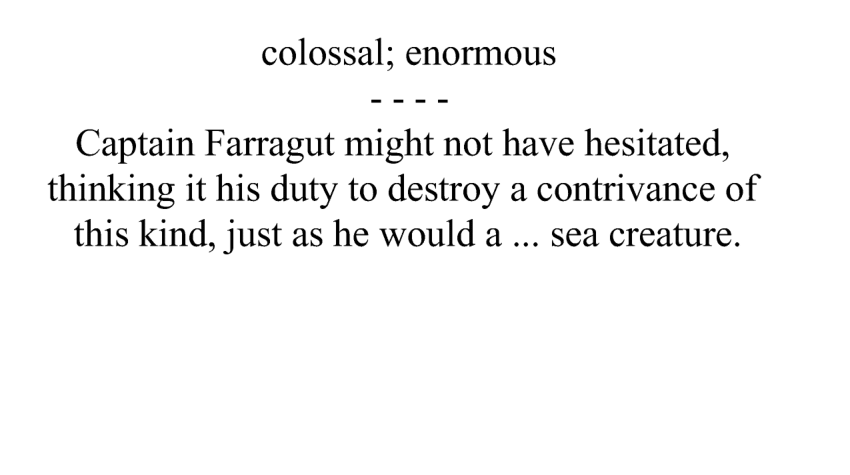 colossal; enormous
- - - -
Captain Farragut might not have hesitated,
thinking it his duty to destroy a contrivance of
this kind, just as he would a ... sea creature.